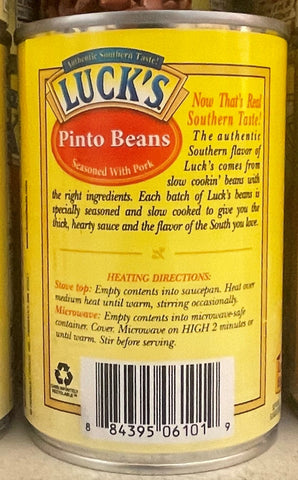 Authentic Southern Taste!
LUCK'S
Pinto Beans
Seasoned With Pork
Now That's Real
Southern Taste!
The authentic
Southern flavor of
Luck's comes from
slow cookin' beans with
the right ingredients. Each batch of Luck's beans is
specially seasoned and slow cooked to give you the
thick, hearty sauce and the flavor of the South you love.
HEATING DIRECTIONS:
Stove top: Empty contents into saucepan. Heat over
medium heat until warm, stirring occasionally.
Microwave: Empty contents into microwave-safe
container. Cover. Microwave on HIGH 2 minutes or
until warm. Stir before serving.
CANS INFINITELY
RECYCLABLE
8 84395 06101 9